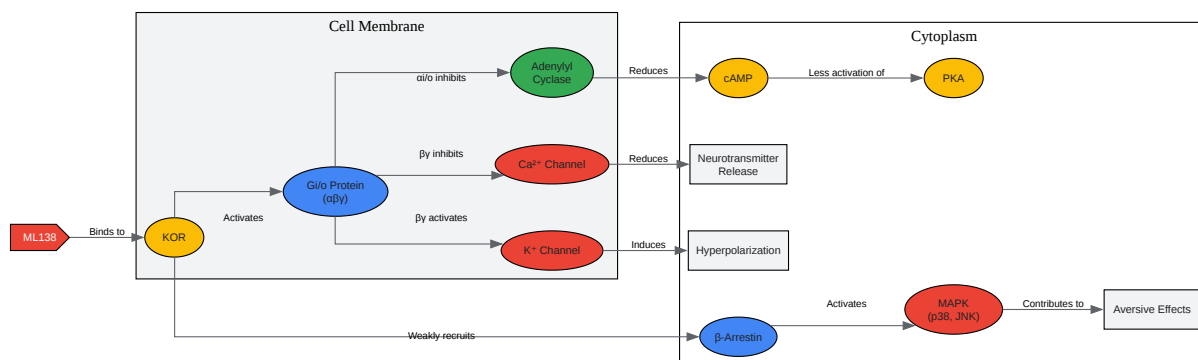 Cell Membrane
Cytoplasm
αi/o inhibits
Adenylyl
Cyclase
Reduces
cAMP
Less activation of
PKA
βγ inhibits
Ca²⁺ Channel
Reduces
Neurotransmitter
Release
Gi/o Protein
(αβγ)
Activates
βγ activates
ML138
Binds to
KOR
K⁺ Channel
Induces
Hyperpolarization
Weakly recruits
β-Arrestin
Activates
MAPK
(p38, JNK)
Contributes to
Aversive Effects